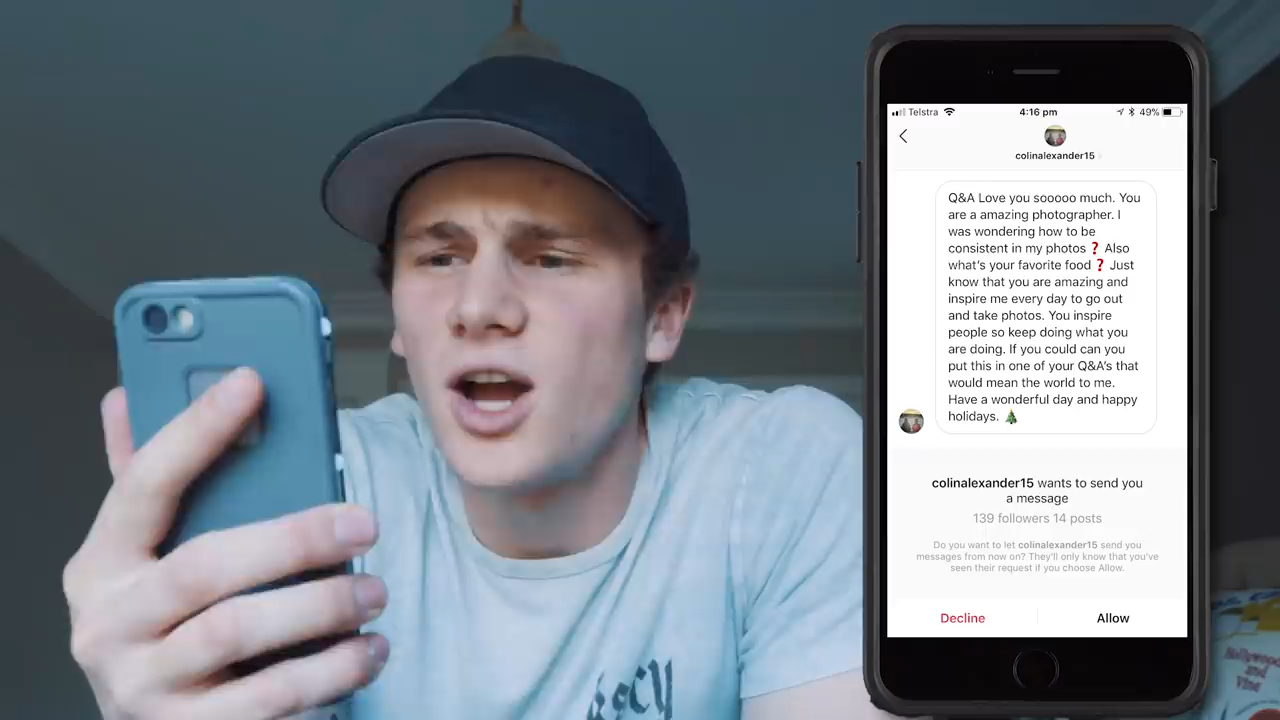 Telstra 4:16 pm 49%
colinalexander15
Q&A Love you sooooo much. You
are a amazing photographer. I
was wondering how to be
consistent in my photos ❓ Also
what's your favorite food ❓ Just
know that you are amazing and
inspire me every day to go out
and take photos. You inspire
people so keep doing what you
are doing. If you could can you
put this in one of your Q&A's that
would mean the world to me.
Have a wonderful day and happy
holidays. 🎄
colinalexander15 wants to send you
a message
139 followers 14 posts
Do you want to let colinalexander15 send you
messages from now on? They'll only know that you've
seen their request if you choose Allow.
Decline Allow
Hollywood
and
Vine